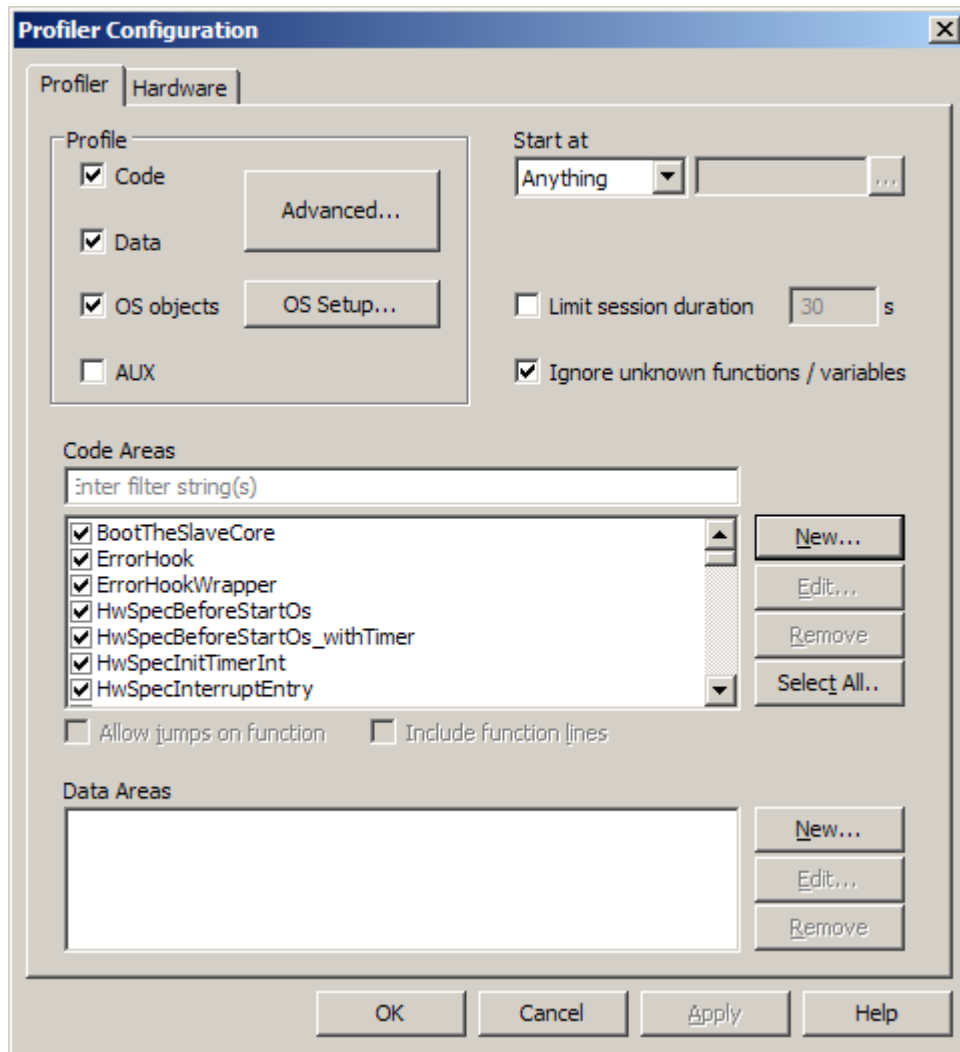 Profiler Configuration
Profiler
Hardware
Profile
Code
Advanced...
Data
OS objects
OS Setup...
AUX
Start at
Anything
...
Limit session duration
30
s
Ignore unknown functions / variables
Code Areas
Enter filter string(s)
BootTheSlaveCore
ErrorHook
ErrorHookWrapper
HwSpecBeforeStartOs
HwSpecBeforeStartOs_withTimer
HwSpecInitTimerInt
HwSpecInterruptEntry
New...
Edit...
Remove
Select All..
Allow jumps on function
Include function lines
Data Areas
New...
Edit...
Remove
OK
Cancel
Apply
Help